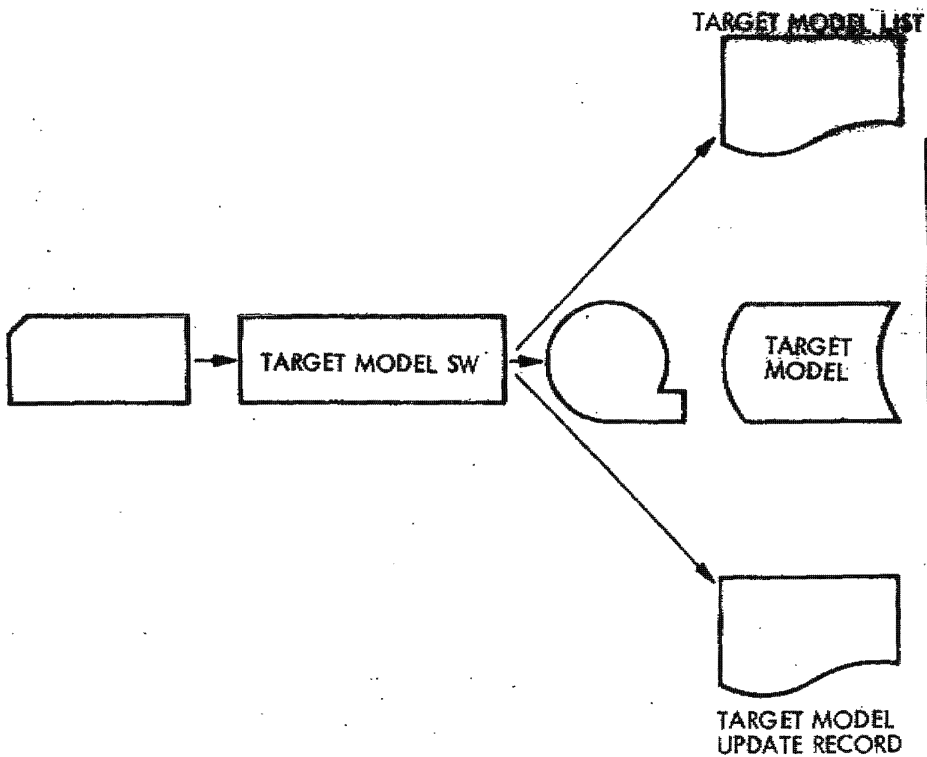 TARGET MODEL LIST
TARGET MODEL SW
TARGET
MODEL
TARGET MODEL
UPDATE RECORD